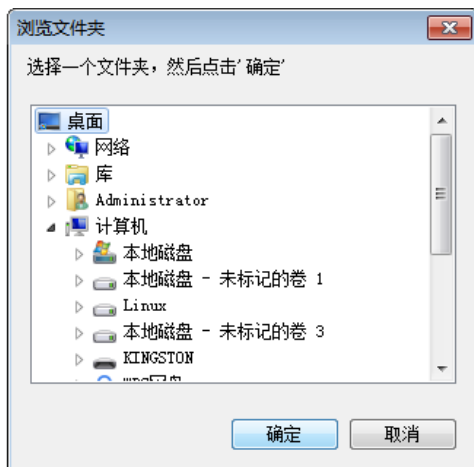 浏览文件夹
选择一个文件夹，然后点击'确定'
桌面
网络
库
Administrator
计算机
本地磁盘
本地磁盘 - 未标记的卷 1
Linux
本地磁盘 - 未标记的卷 3
KINGSTON
确定 取消